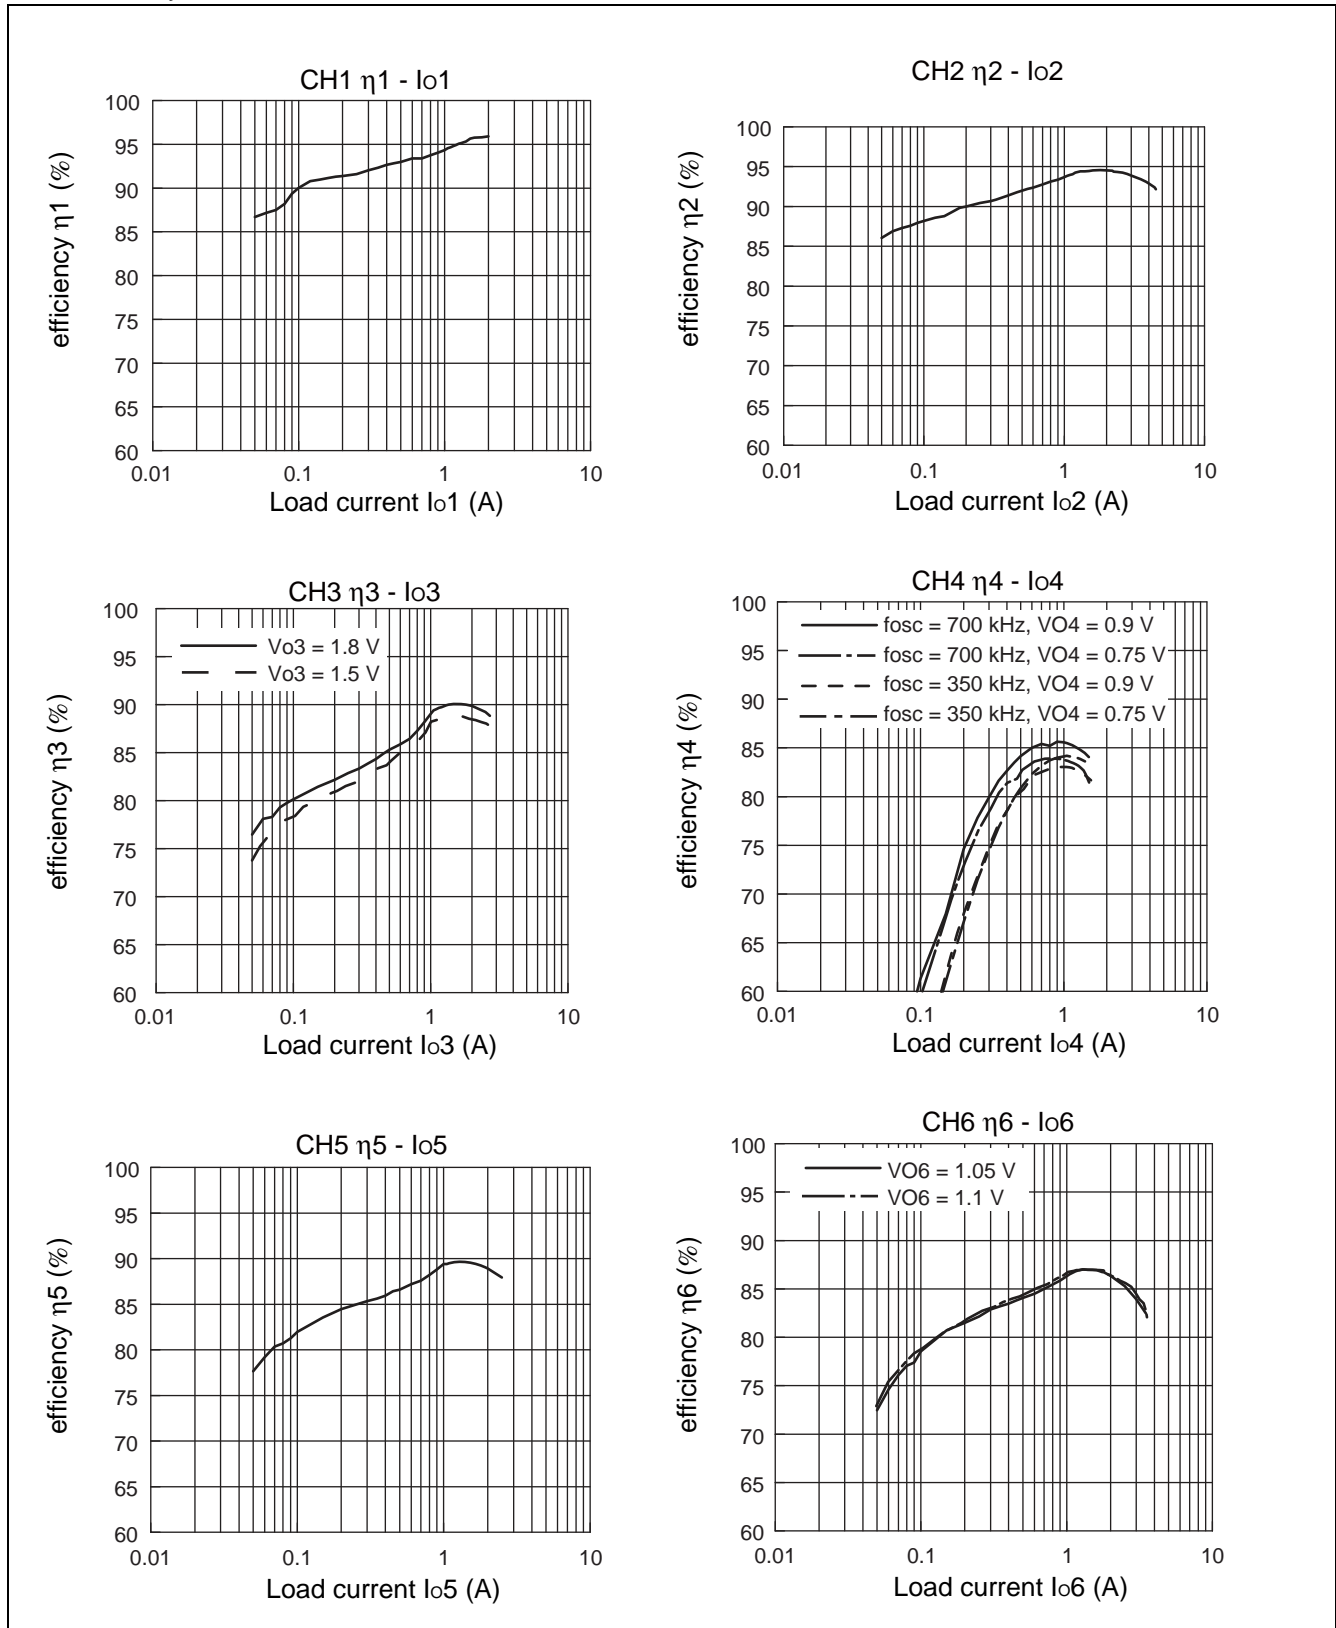 CH1 η1 - Io1
efficiency η1 (%)
100
95
90
85
80
75
70
65
60
0.01 0.1 1 10
Load current Io1 (A)
CH2 η2 - Io2
efficiency η2 (%)
100
95
90
85
80
75
70
65
60
0.01 0.1 1 10
Load current Io2 (A)
CH3 η3 - Io3
efficiency η3 (%)
100
95
90
85
80
75
70
65
60
Vo3 = 1.8 V
Vo3 = 1.5 V
0.01 0.1 1 10
Load current Io3 (A)
CH4 η4 - Io4
efficiency η4 (%)
100
95
90
85
80
75
70
65
60
fosc = 700 kHz, VO4 = 0.9 V
fosc = 700 kHz, VO4 = 0.75 V
fosc = 350 kHz, VO4 = 0.9 V
fosc = 350 kHz, VO4 = 0.75 V
0.01 0.1 1 10
Load current Io4 (A)
CH5 η5 - Io5
efficiency η5 (%)
100
95
90
85
80
75
70
65
60
0.01 0.1 1 10
Load current Io5 (A)
CH6 η6 - Io6
efficiency η6 (%)
100
95
90
85
80
75
70
65
60
VO6 = 1.05 V
VO6 = 1.1 V
0.01 0.1 1 10
Load current Io6 (A)